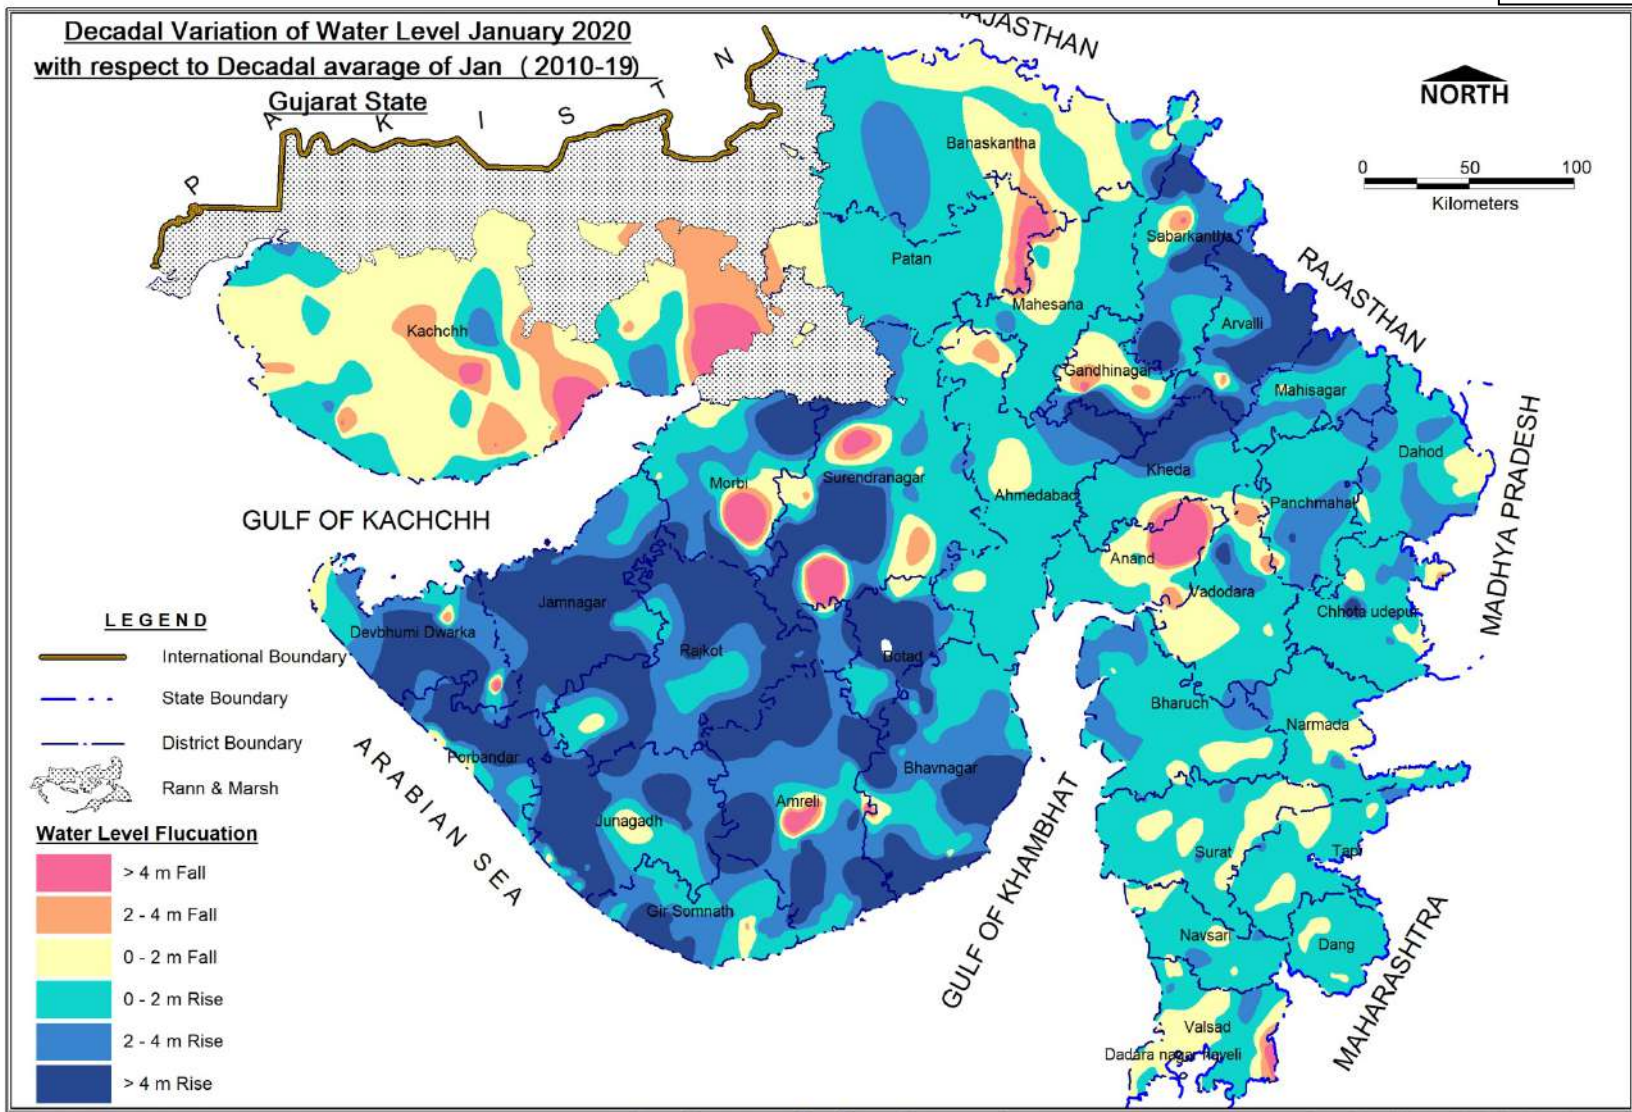 Decadal Variation of Water Level January 2020
with respect to Decadal avarage of Jan ( 2010-19)
Gujarat State
RAJASTHAN
NORTH
0 50 100
Kilometers
P A K I S T N
Banaskantha
Sabarkantha
Patan
RAJASTHAN
Mahesana
Kachchh
Arvalli
Gandhinagar
Mahisagar
Dahod
Kheda
Morbi
Surendranagar
Ahmedabad
Panchmahal
GULF OF KACHCHH
Anand
MADHYA PRADESH
Vadodara
Jamnagar
Chhota udepur
Devbhumi Dwarka
Rajkot
Botad
Bharuch
Narmada
Porbandar
Bhavnagar
ARABIAN SEA
Amreli
Junagadh
GULF OF KHAMBHAT
Surat
Tapi
Gir Somnath
Navsari
Dang
MAHARASHTRA
Valsad
Dadara nagar haveli
LEGEND
International Boundary
State Boundary
District Boundary
Rann & Marsh
Water Level Flucuation
> 4 m Fall
2 - 4 m Fall
0 - 2 m Fall
0 - 2 m Rise
2 - 4 m Rise
> 4 m Rise